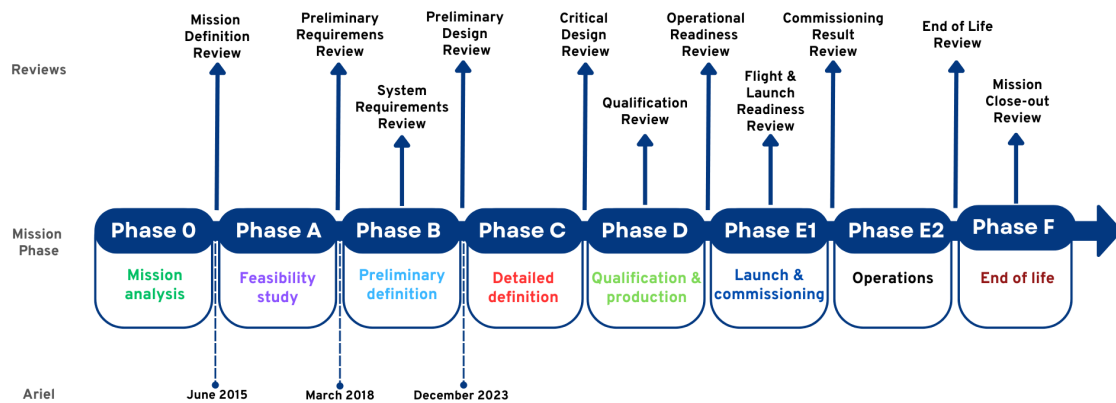 Mission
Definition
Review
Preliminary
Requiremens
Review
Preliminary
Design
Review
Critical
Design
Review
Operational
Readiness
Review
Commissioning
Result
Review
End of Life
Review
Reviews
System
Requirements
Review
Qualification
Review
Flight &
Launch
Readiness
Review
Mission
Close-out
Review
Mission
Phase
Phase 0
Phase A
Phase B
Phase C
Phase D
Phase E1
Phase E2
Phase F
Mission
analysis
Feasibility
study
Preliminary
definition
Detailed
definition
Qualification &
production
Launch &
commissioning
Operations
End of life
Ariel
June 2015
March 2018
December 2023